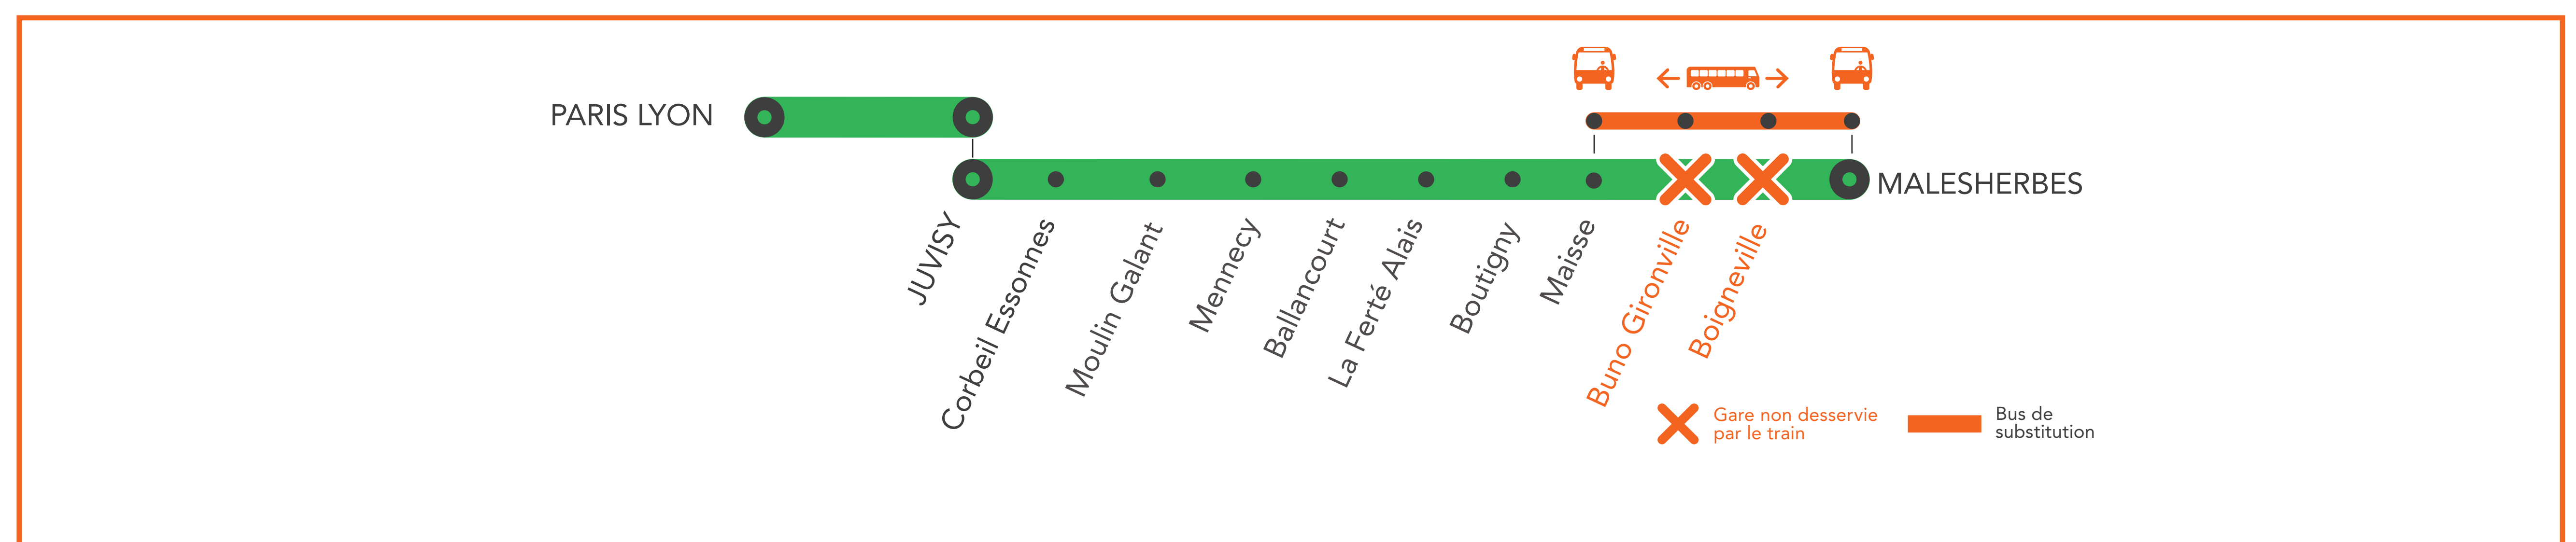 PARIS LYON
MALESHERBES
JUVISY
Corbeil Essonnes
Moulin Galant
Mennecy
Ballancourt
La Ferté Alais
Boutigny
Maisse
Buno Gironville
Boigneville
Gare non desservie
par le train
Bus de
substitution